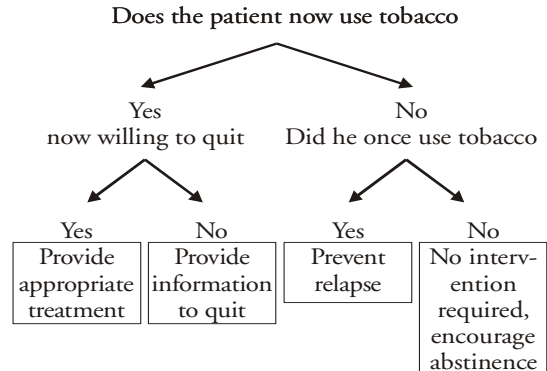 Does the patient now use tobacco
Yes
now willing to quit
No
Did he once use tobacco
Yes
Provide
appropriate
treatment
No
Provide
information
to quit
Yes
Prevent
relapse
No
No interv-
ention
required,
encourage
abstinence